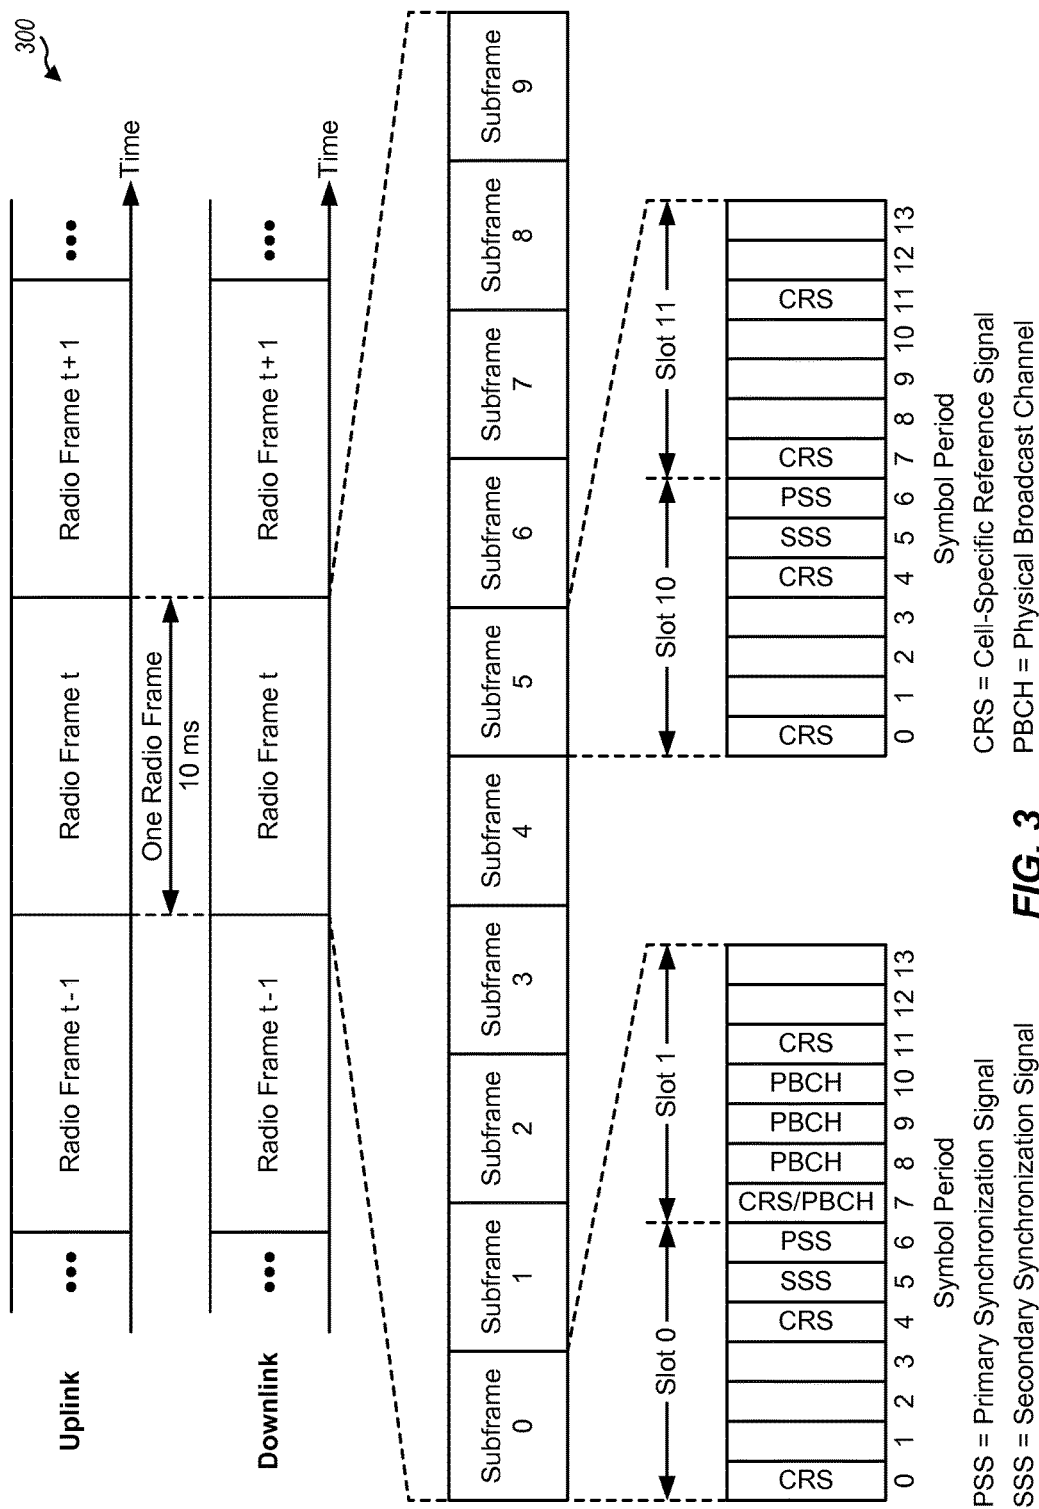 300
Uplink
••• Radio Frame t - 1 Radio Frame t Radio Frame t + 1 •••
Time
One Radio Frame
10 ms
Downlink
••• Radio Frame t - 1 Radio Frame t Radio Frame t + 1 •••
Time
Subframe 0 Subframe 1 Subframe 2 Subframe 3 Subframe 4 Subframe 5 Subframe 6 Subframe 7 Subframe 8 Subframe 9
Slot 0 Slot 1
CRS CRS SSS PSS CRS/PBCH PBCH PBCH PBCH CRS
0 1 2 3 4 5 6 7 8 9 10 11 12 13
Symbol Period
Slot 10 Slot 11
CRS CRS SSS PSS CRS CRS
0 1 2 3 4 5 6 7 8 9 10 11 12 13
Symbol Period
PSS = Primary Synchronization Signal
SSS = Secondary Synchronization Signal
CRS = Cell-Specific Reference Signal
PBCH = Physical Broadcast Channel
FIG. 3